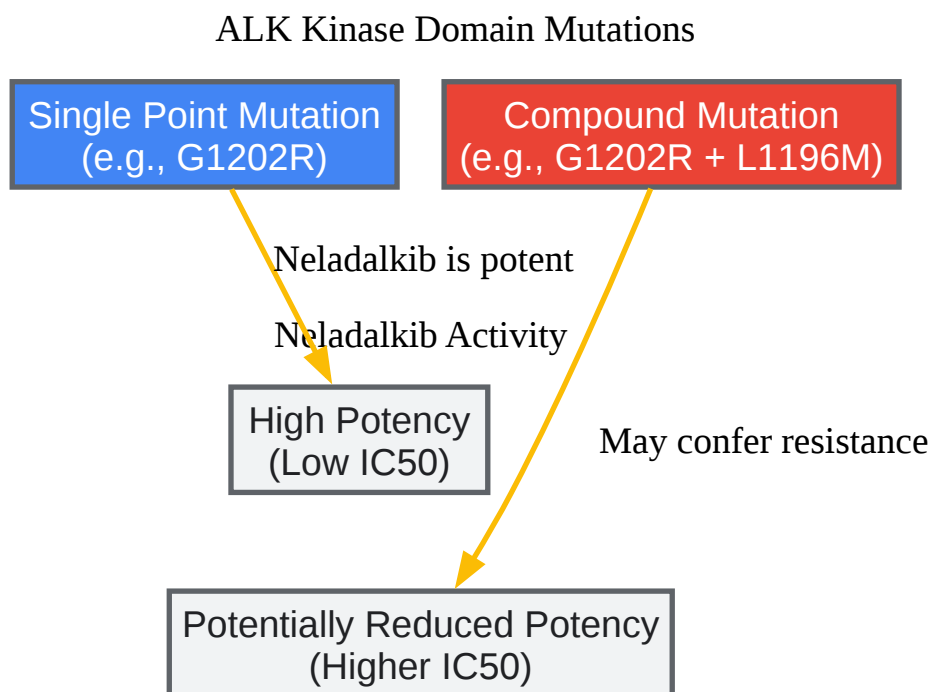 ALK Kinase Domain Mutations
Single Point Mutation
(e.g., G1202R)
Compound Mutation
(e.g., G1202R + L1196M)
Neladalkib is potent
Neladalkib Activity
High Potency
(Low IC50)
May confer resistance
Potentially Reduced Potency
(Higher IC50)